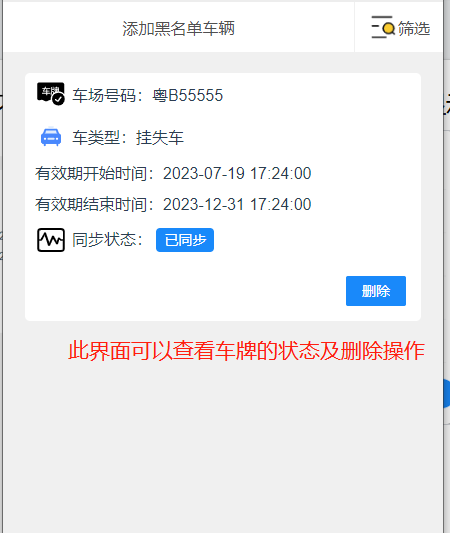 添加黑名单车辆
筛选
车牌
车场号码：粤B55555
车类型：挂失车
有效期开始时间：2023-07-19 17:24:00
有效期结束时间：2023-12-31 17:24:00
同步状态：
已同步
删除
此界面可以查看车牌的状态及删除操作